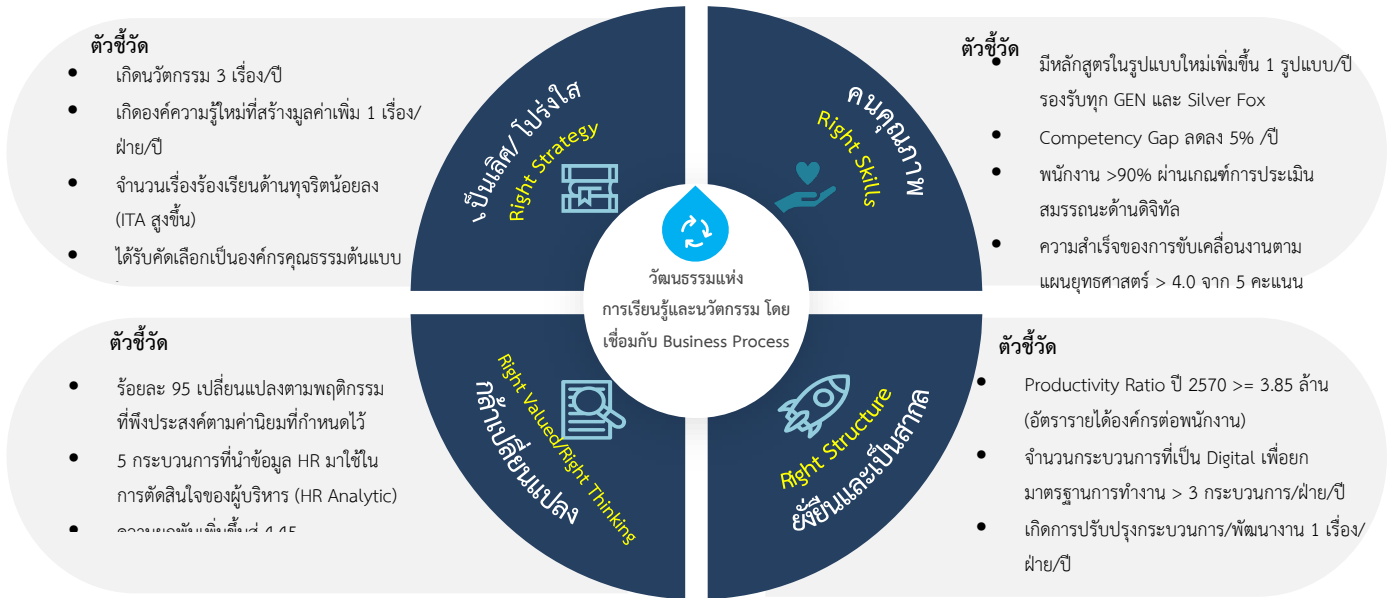 ตัวชี้วัด
เกิดนวัตกรรม 3 เรื่อง/ปี
เกิดองค์ความรู้ใหม่ที่สร้างมูลค่าเพิ่ม 1 เรื่อง/
ฝ่าย/ปี
จำนวนเรื่องร้องเรียนด้านทุจริตน้อยลง
(ITA สูงขึ้น)
ได้รับคัดเลือกเป็นองค์กรคุณธรรมต้นแบบ
เป็นเลิศ/ โปร่งใส
Right Strategy
คนคุณภาพ
Right Skills
ตัวชี้วัด
มีหลักสูตรในรูปแบบใหม่เพิ่มขึ้น 1 รูปแบบ/ปี
รองรับทุก GEN และ Silver Fox
Competency Gap ลดลง 5% /ปี
พนักงาน >90% ผ่านเกณฑ์การประเมิน
สมรรถนะด้านดิจิทัล
ความสำเร็จของการขับเคลื่อนงานตาม
แผนยุทธศาสตร์ > 4.0 จาก 5 คะแนน
วัฒนธรรมแห่ง
การเรียนรู้และนวัตกรรม โดย
เชื่อมกับ Business Process
ตัวชี้วัด
ร้อยละ 95 เปลี่ยนแปลงตามพฤติกรรม
ที่พึงประสงค์ตามค่านิยมที่กำหนดไว้
5 กระบวนการที่นำข้อมูล HR มาใช้ใน
การตัดสินใจของผู้บริหาร (HR Analytic)
ความผูกพันเพิ่มขึ้นสู่ 4.45
Right Valued/Right Thinking
กล้าเปลี่ยนแปลง
Right Structure
ยั่งยืนและเป็นสากล
ตัวชี้วัด
Productivity Ratio ปี 2570 >= 3.85 ล้าน
(อัตรารายได้องค์กรต่อพนักงาน)
จำนวนกระบวนการที่เป็น Digital เพื่อยก
มาตรฐานการทำงาน > 3 กระบวนการ/ฝ่าย/ปี
เกิดการปรับปรุงกระบวนการ/พัฒนางาน 1 เรื่อง/
ฝ่าย/ปี